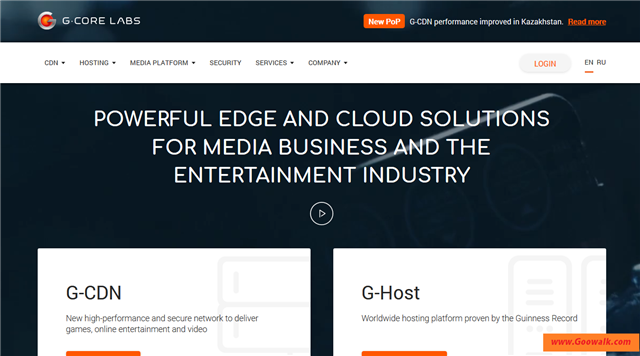 G·CORE LABS
New PoP G-CDN performance improved in Kazakhstan. Read more
CDN HOSTING MEDIA PLATFORM SECURITY SERVICES COMPANY LOGIN EN RU
POWERFUL EDGE AND CLOUD SOLUTIONS
FOR MEDIA BUSINESS AND THE
ENTERTAINMENT INDUSTRY
G-CDN
New high-performance and secure network to deliver
games, online entertainment and video
G-Host
Worldwide hosting platform proven by the Guinness Record
www.Goowalk.com